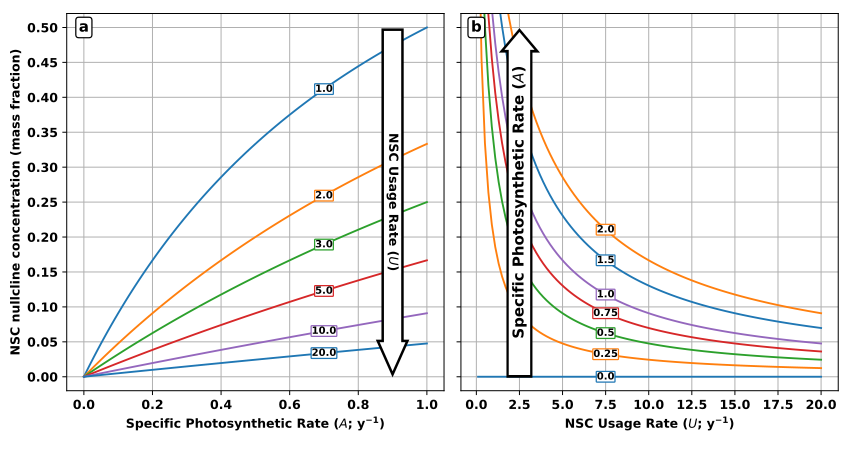 a
NSC nullcline concentration (mass fraction)
0.50
0.45
0.40
0.35
0.30
0.25
0.20
0.15
0.10
0.05
0.00
1.0
2.0
3.0
5.0
10.0
20.0
NSC Usage Rate (U)
0.0 0.2 0.4 0.6 0.8 1.0
Specific Photosynthetic Rate (A; y⁻¹)
b
Specific Photosynthetic Rate (A)
2.0
1.5
1.0
0.75
0.5
0.25
0.0
0.0 2.5 5.0 7.5 10.0 12.5 15.0 17.5 20.0
NSC Usage Rate (U; y⁻¹)